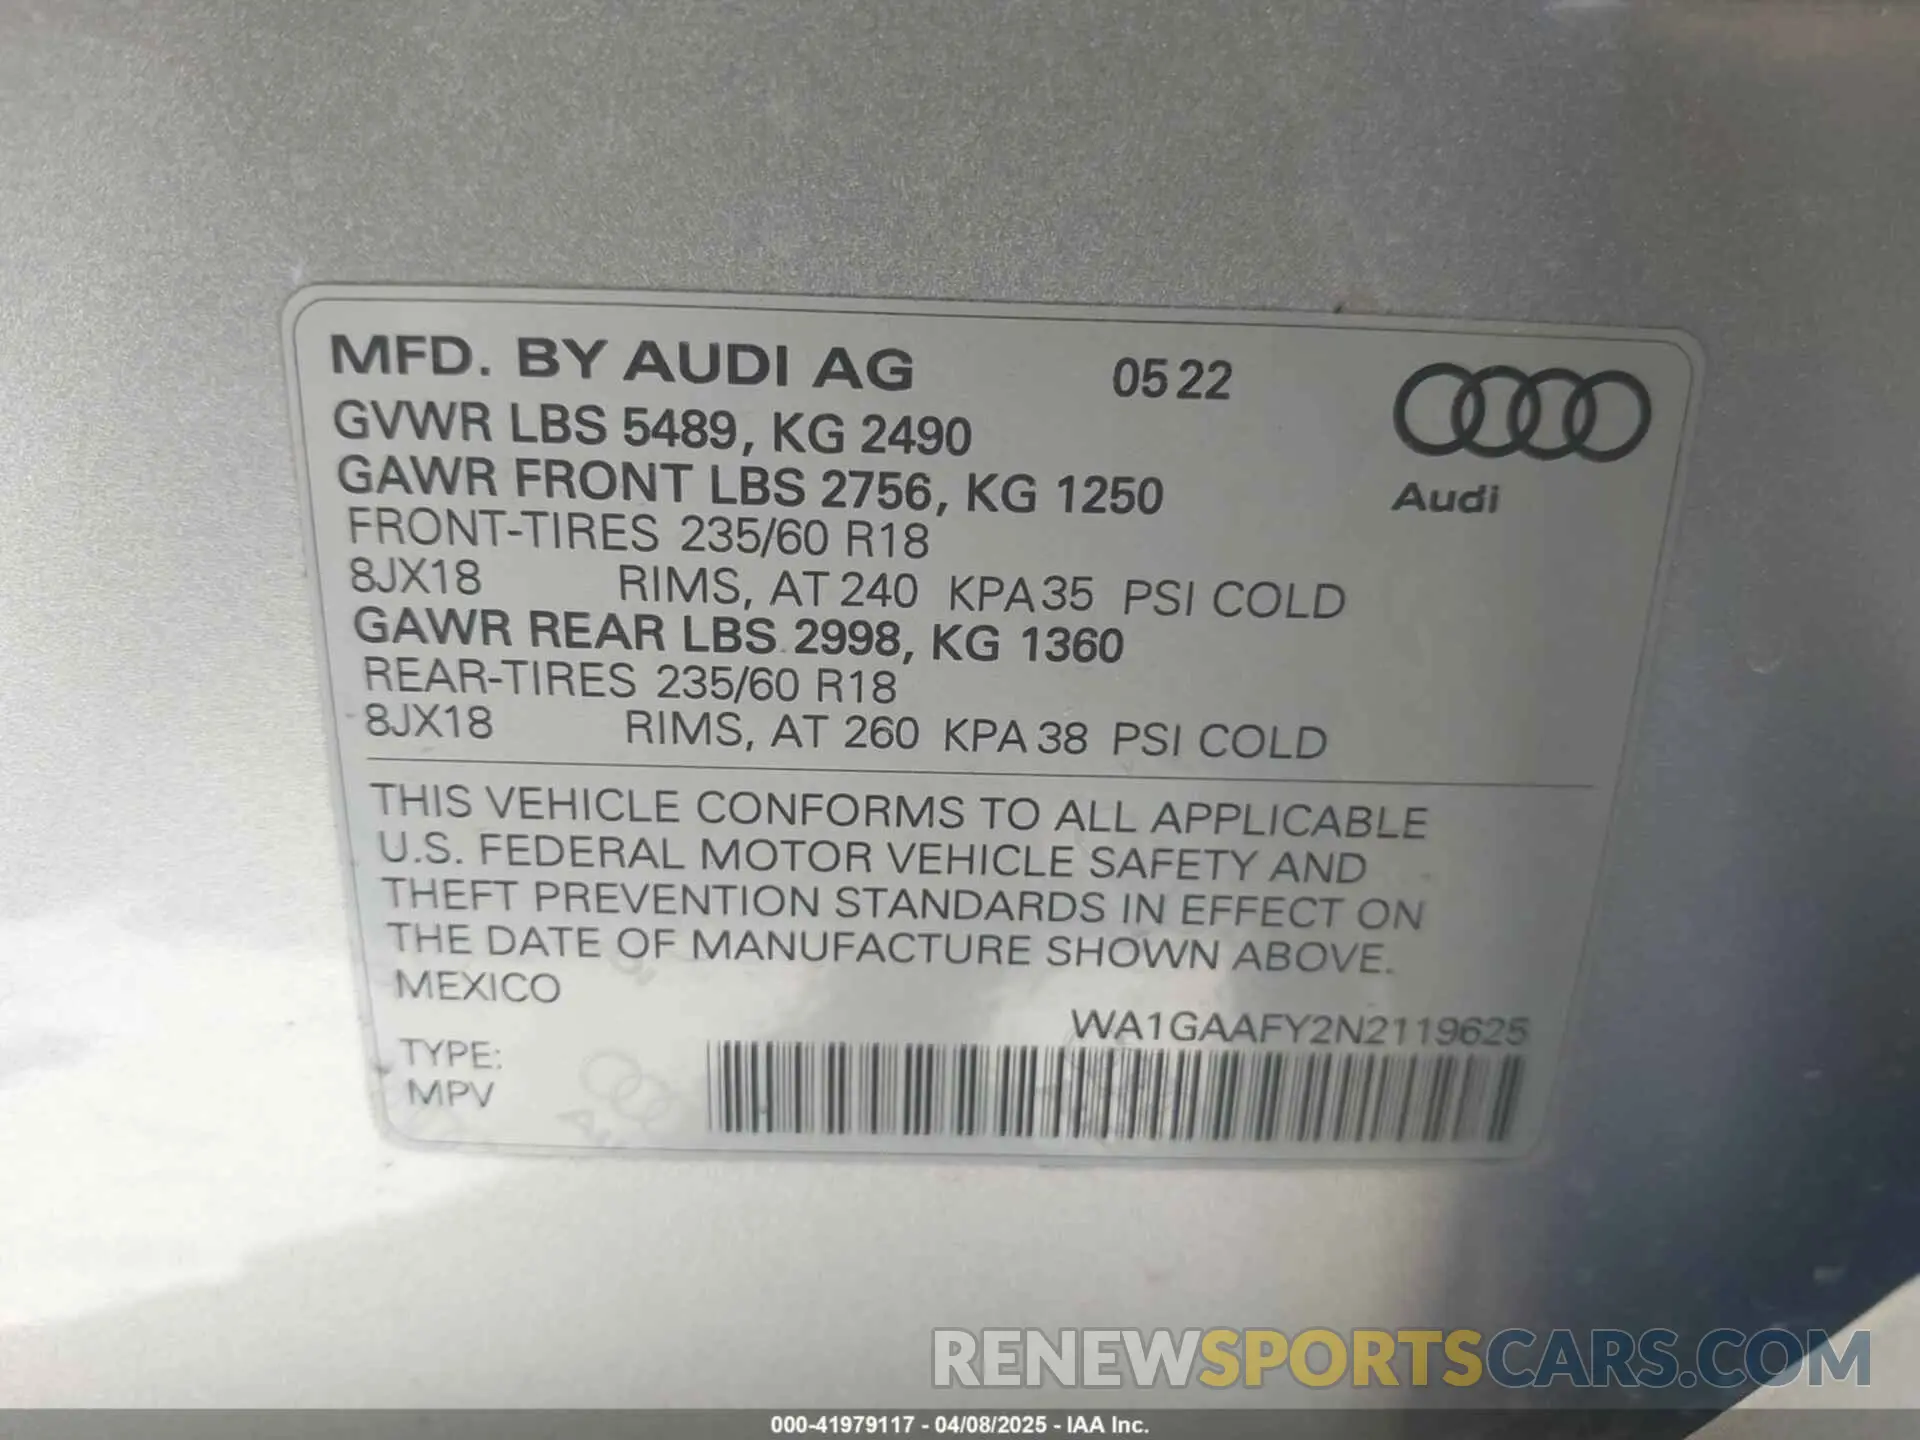 MFD. BY AUDI AG 05 22
GVWR LBS 5489, KG 2490
GAWR FRONT LBS 2756, KG 1250
Audi
FRONT-TIRES 235/60 R18
8JX18 RIMS, AT 240 KPA 35 PSI COLD
GAWR REAR LBS 2998, KG 1360
REAR-TIRES 235/60 R18
8JX18 RIMS, AT 260 KPA 38 PSI COLD
THIS VEHICLE CONFORMS TO ALL APPLICABLE
U.S. FEDERAL MOTOR VEHICLE SAFETY AND
THEFT PREVENTION STANDARDS IN EFFECT ON
THE DATE OF MANUFACTURE SHOWN ABOVE.
MEXICO
WA1GAAFY2N2119625
TYPE:
MPV
RENEWSPORTSCARS.COM
000-41979117 - 04/08/2025 - IAA Inc.